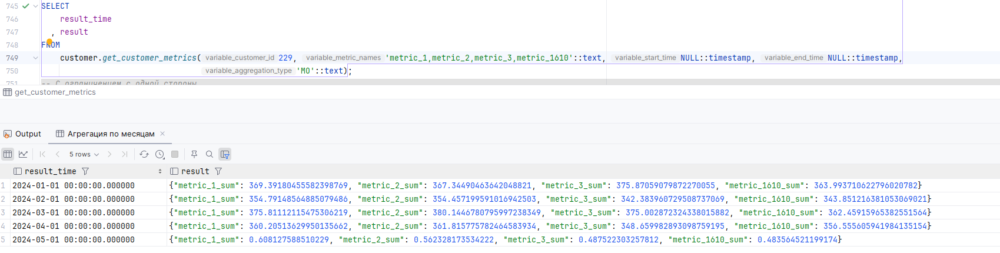 745 SELECT
746 result_time
747 , result
748 FROM
749 customer.get_customer_metrics( variable_customer_id 229, variable_metric_names 'metric_1,metric_2,metric_3,metric_1610'::text, variable_start_time NULL::timestamp, variable_end_time NULL::timestamp,
750 variable_aggregation_type 'MO'::text);
751 -- С ограничением с одной стороны
get_customer_metrics
Output Агрегация по месяцам ×
5 rows
result_time result
1 2024-01-01 00:00:00.000000 {"metric_1_sum": 369.39180455582398769, "metric_2_sum": 367.34490463642048821, "metric_3_sum": 375.87059079872270055, "metric_1610_sum": 363.993710622796020782}
2 2024-02-01 00:00:00.000000 {"metric_1_sum": 354.79148564885079486, "metric_2_sum": 354.457199591016942503, "metric_3_sum": 342.383960729508737069, "metric_1610_sum": 343.851216381053069021}
3 2024-03-01 00:00:00.000000 {"metric_1_sum": 375.81112115475306219, "metric_2_sum": 380.1446780795997238349, "metric_3_sum": 375.002872324338015882, "metric_1610_sum": 362.459159653825515​64}
4 2024-04-01 00:00:00.000000 {"metric_1_sum": 360.20513629950135662, "metric_2_sum": 361.815775782464583934, "metric_3_sum": 348.659982893098759195, "metric_1610_sum": 356.555605941984135154}
5 2024-05-01 00:00:00.000000 {"metric_1_sum": 0.608127588510229, "metric_2_sum": 0.562328173534222, "metric_3_sum": 0.487522303257812, "metric_1610_sum": 0.483564521199174}